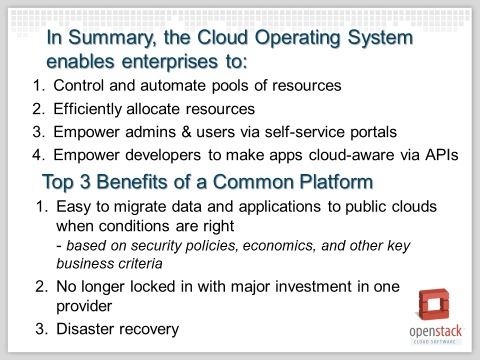 In Summary, the Cloud Operating System
enables enterprises to:
1. Control and automate pools of resources
2. Efficiently allocate resources
3. Empower admins & users via self-service portals
4. Empower developers to make apps cloud-aware via APIs
Top 3 Benefits of a Common Platform
1. Easy to migrate data and applications to public clouds
when conditions are right
- based on security policies, economics, and other key
business criteria
2. No longer locked in with major investment in one
provider
3. Disaster recovery
openstack
CLOUD SOFTWARE